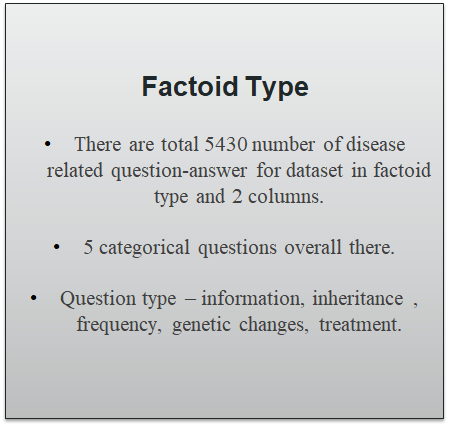 Factoid Type
• There are total 5430 number of disease
related question-answer for dataset in factoid
type and 2 columns.
• 5 categorical questions overall there.
• Question type – information, inheritance ,
frequency, genetic changes, treatment.